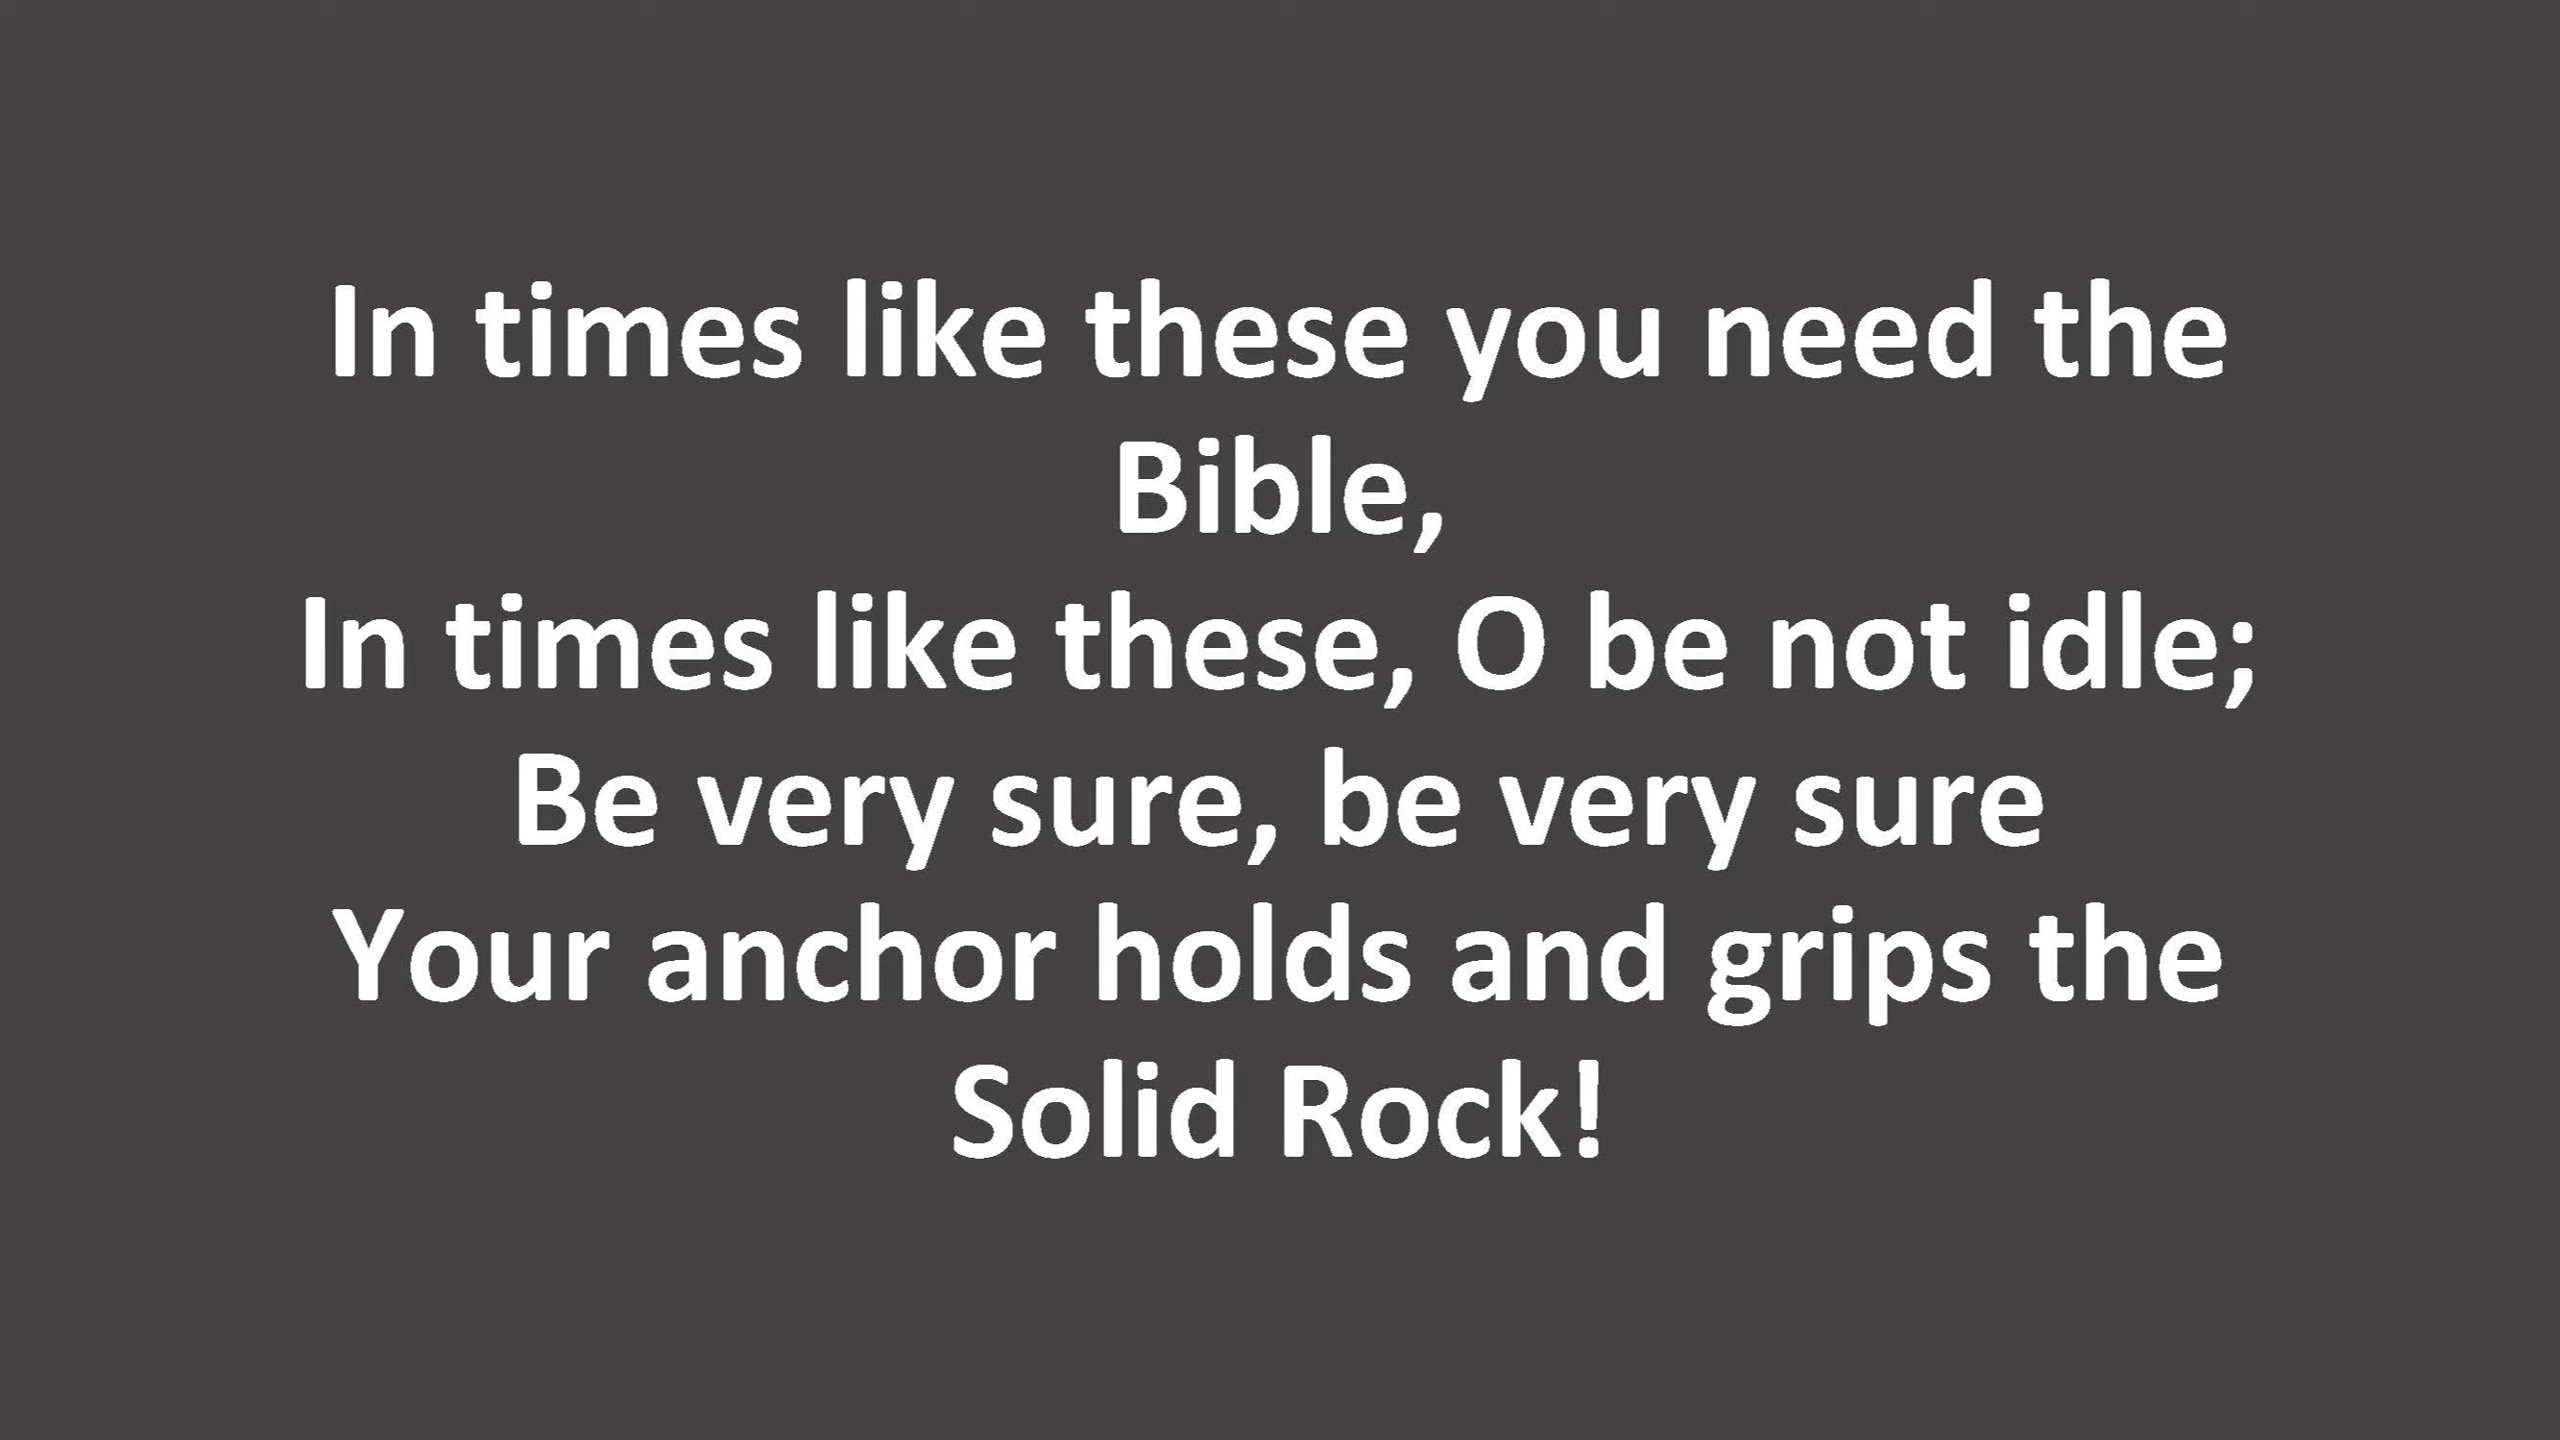 In times like these you need the
Bible,
In times like these, O be not idle;
Be very sure, be very sure
Your anchor holds and grips the
Solid Rock!